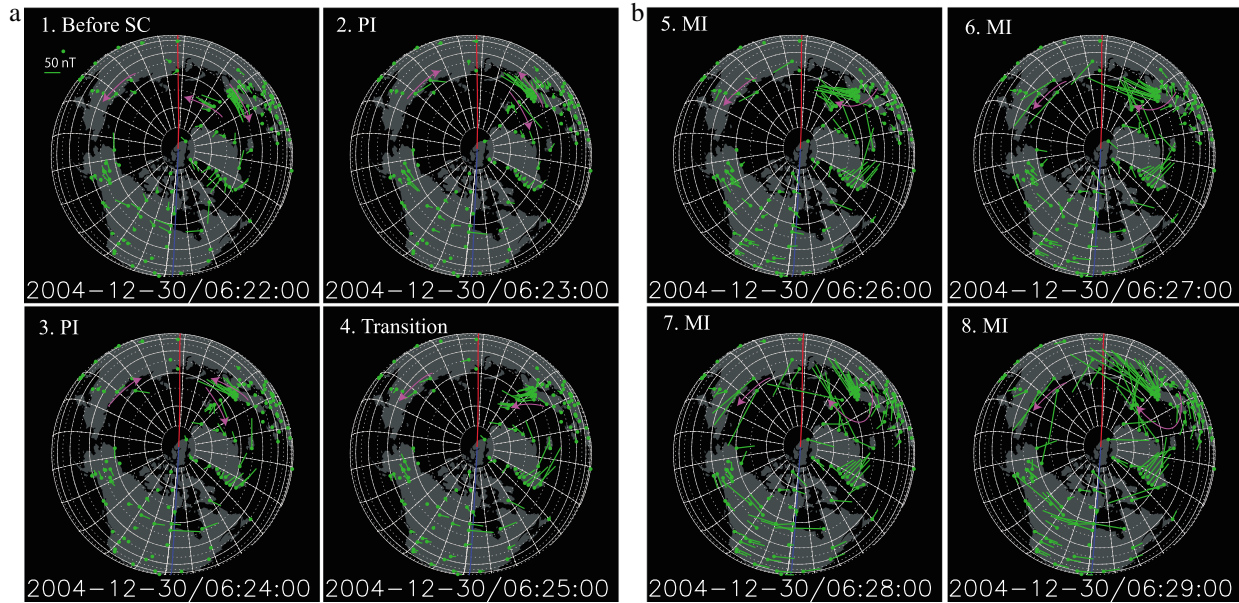 a
1. Before SC
50 nT
2004-12-30/06:22:00
2. PI
2004-12-30/06:23:00
3. PI
2004-12-30/06:24:00
4. Transition
2004-12-30/06:25:00
b
5. MI
2004-12-30/06:26:00
6. MI
2004-12-30/06:27:00
7. MI
2004-12-30/06:28:00
8. MI
2004-12-30/06:29:00